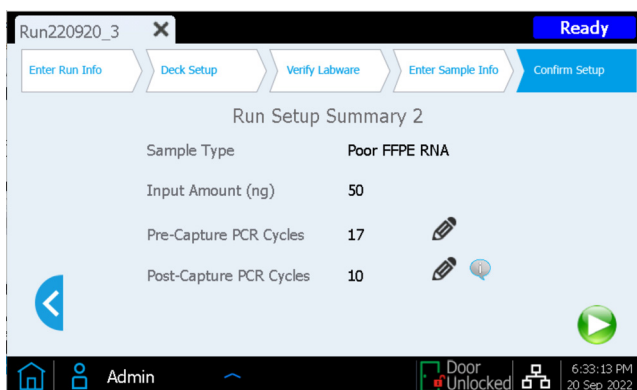 Run220920_3
Ready
Enter Run Info
Deck Setup
Verify Labware
Enter Sample Info
Confirm Setup
Run Setup Summary 2
Sample Type Poor FFPE RNA
Input Amount (ng) 50
Pre-Capture PCR Cycles 17
Post-Capture PCR Cycles 10
Admin
Door
Unlocked
6:33:13 PM
20 Sep 2022